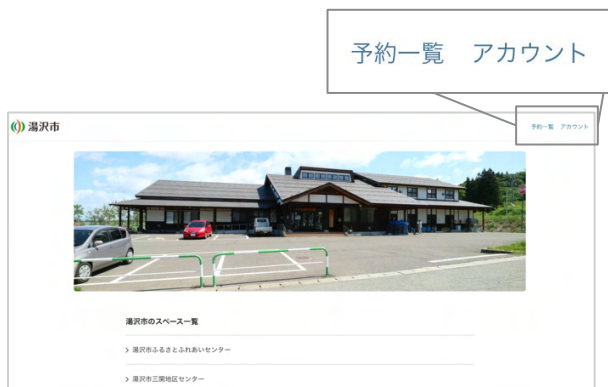 予約一覧 アカウント
湯沢市
予約一覧 アカウント
湯沢市のスペース一覧
湯沢市ふるさとふれあいセンター
湯沢市三関地区センター